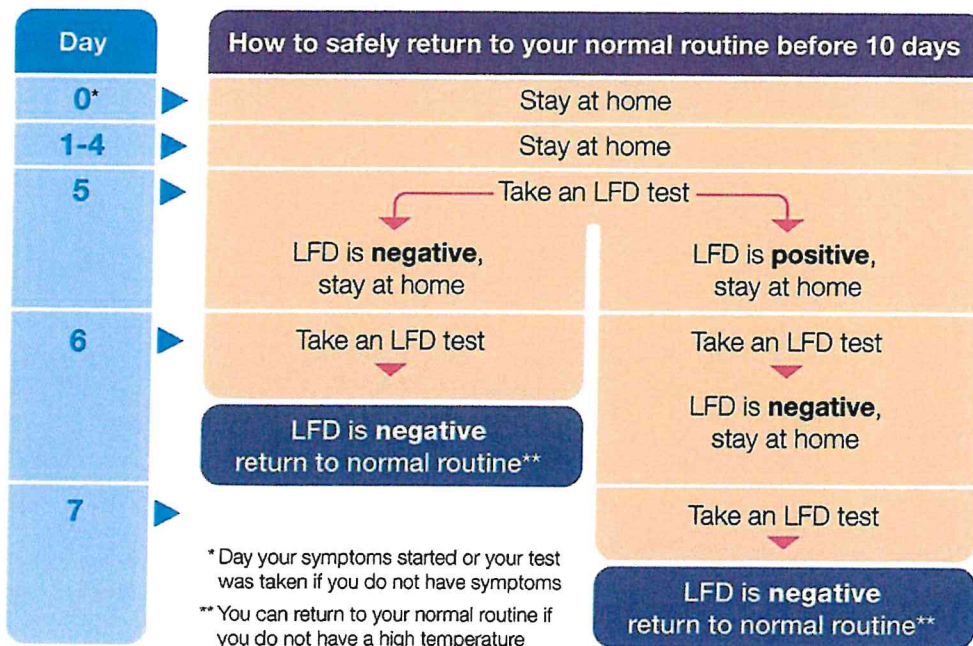 Day
How to safely return to your normal routine before 10 days
0*
Stay at home
1-4
Stay at home
5
Take an LFD test
LFD is negative,
stay at home
LFD is positive,
stay at home
6
Take an LFD test
LFD is negative
return to normal routine**
Take an LFD test
LFD is negative,
stay at home
7
Take an LFD test
LFD is negative
return to normal routine**
* Day your symptoms started or your test
was taken if you do not have symptoms
** You can return to your normal routine if
you do not have a high temperature